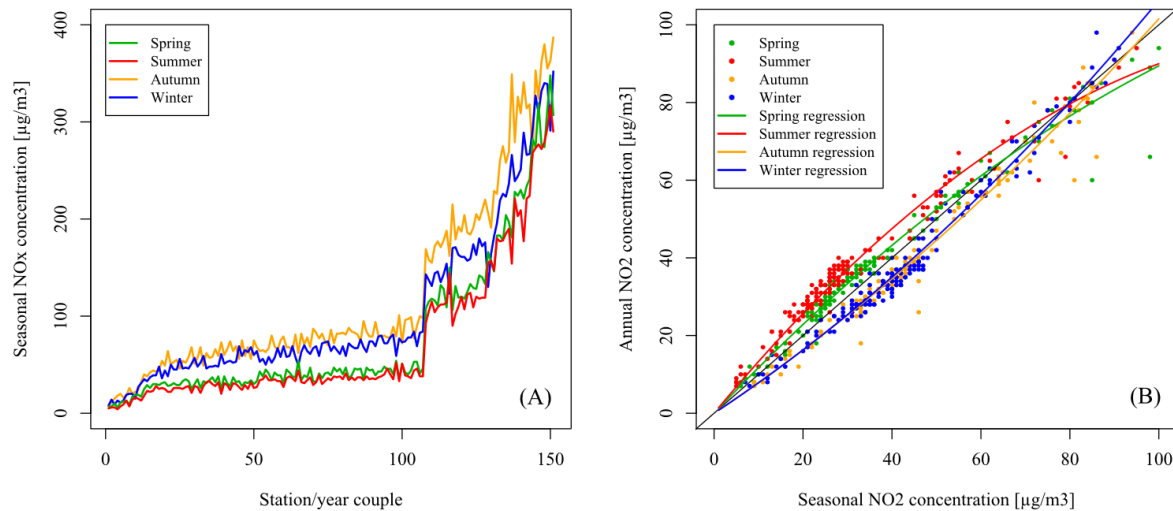 Seasonal NOx concentration [µg/m3]
400
300
200
100
0
Spring
Summer
Autumn
Winter
(A)
0
50
100
150
Station/year couple
Annual NO2 concentration [µg/m3]
100
80
60
40
20
0
Spring
Summer
Autumn
Winter
Spring regression
Summer regression
Autumn regression
Winter regression
(B)
0
20
40
60
80
100
Seasonal NO2 concentration [µg/m3]